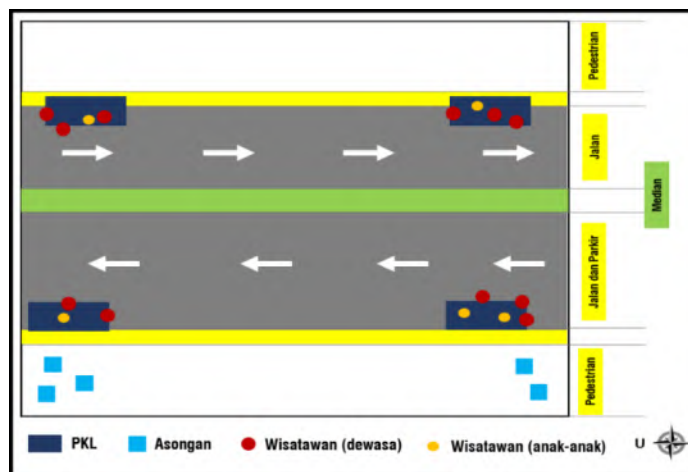 Pedestrian
Jalan
Median
Jalan dan Parkir
Pedestrian
PKL
Asongan
Wisatawan (dewasa)
Wisatawan (anak-anak)
U